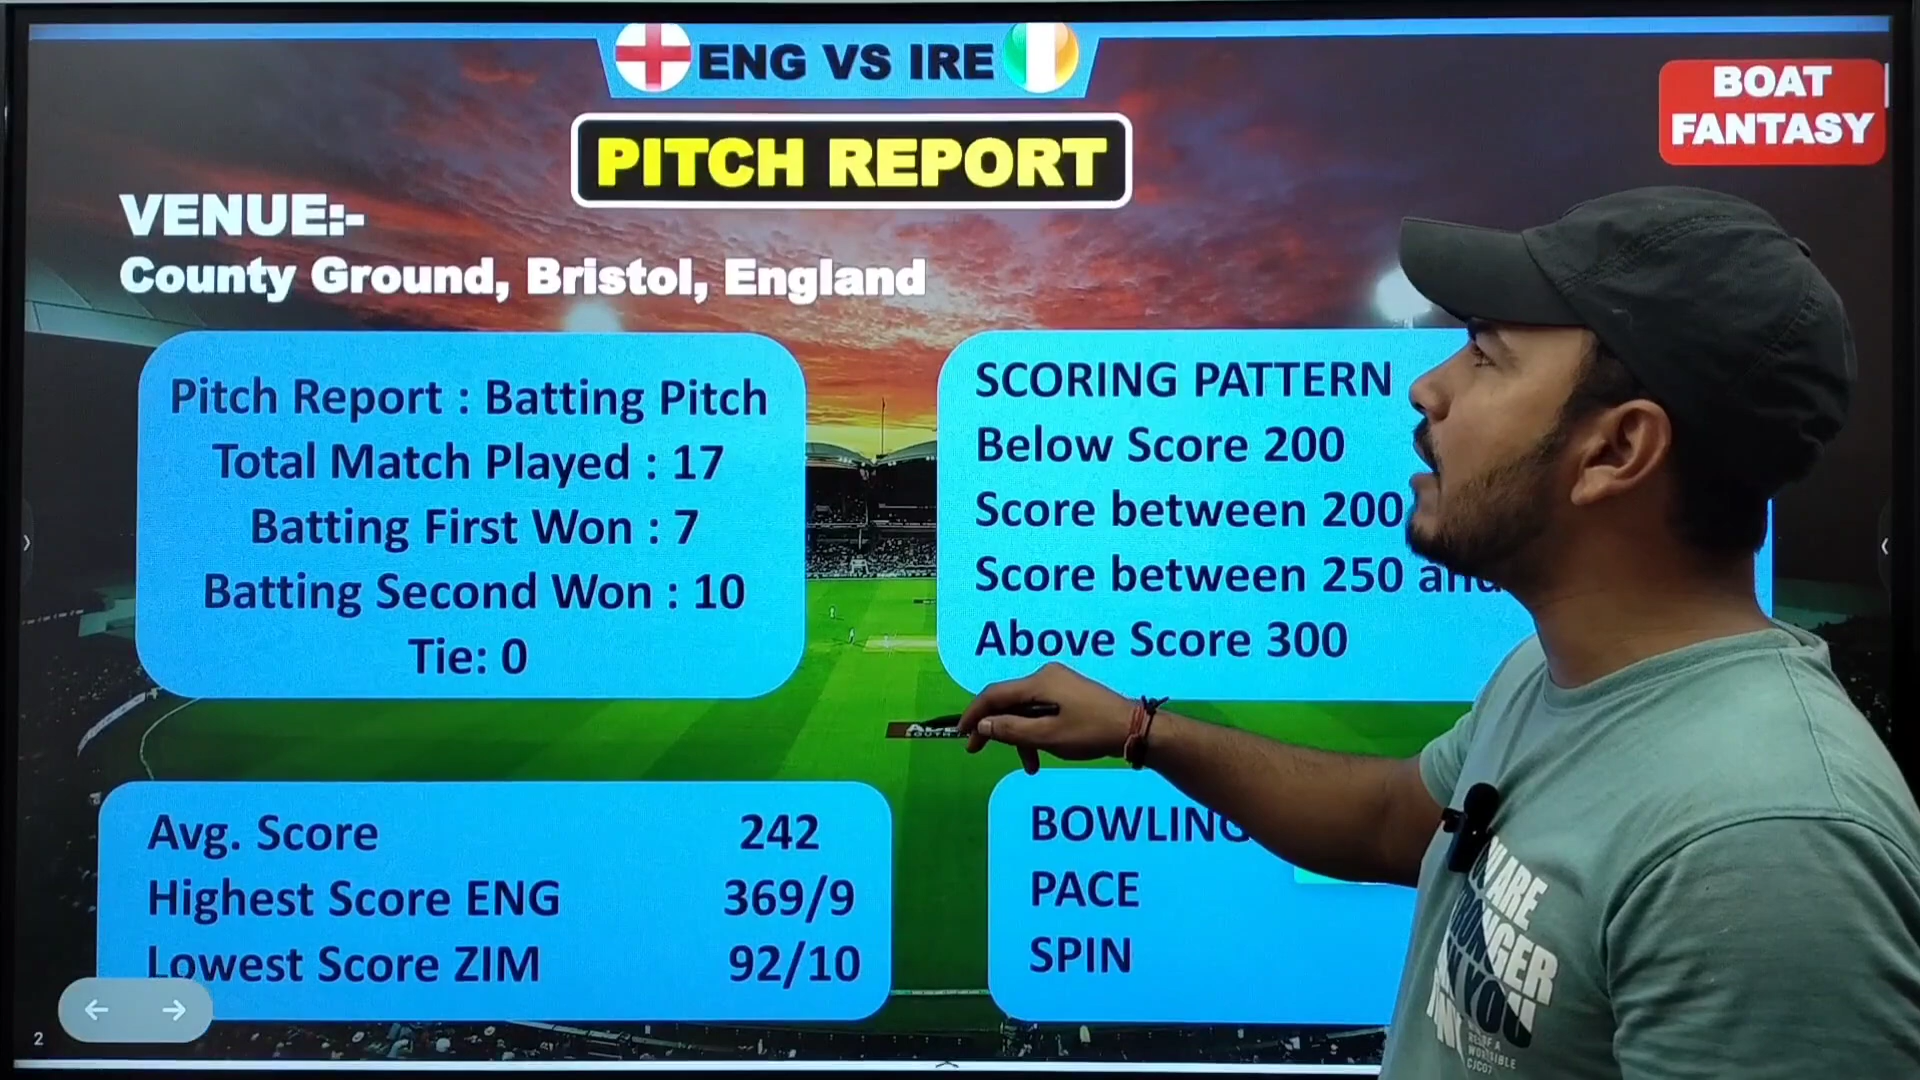 ENG VS IRE
BOAT
FANTASY
PITCH REPORT
VENUE:-
County Ground, Bristol, England
Pitch Report : Batting Pitch
Total Match Played : 17
Batting First Won : 7
Batting Second Won : 10
Tie: 0
SCORING PATTERN
Below Score 200
Score between 200
Score between 250 and
Above Score 300
Avg. Score 242
Highest Score ENG 369/9
Lowest Score ZIM 92/10
BOWLING
PACE
SPIN
2